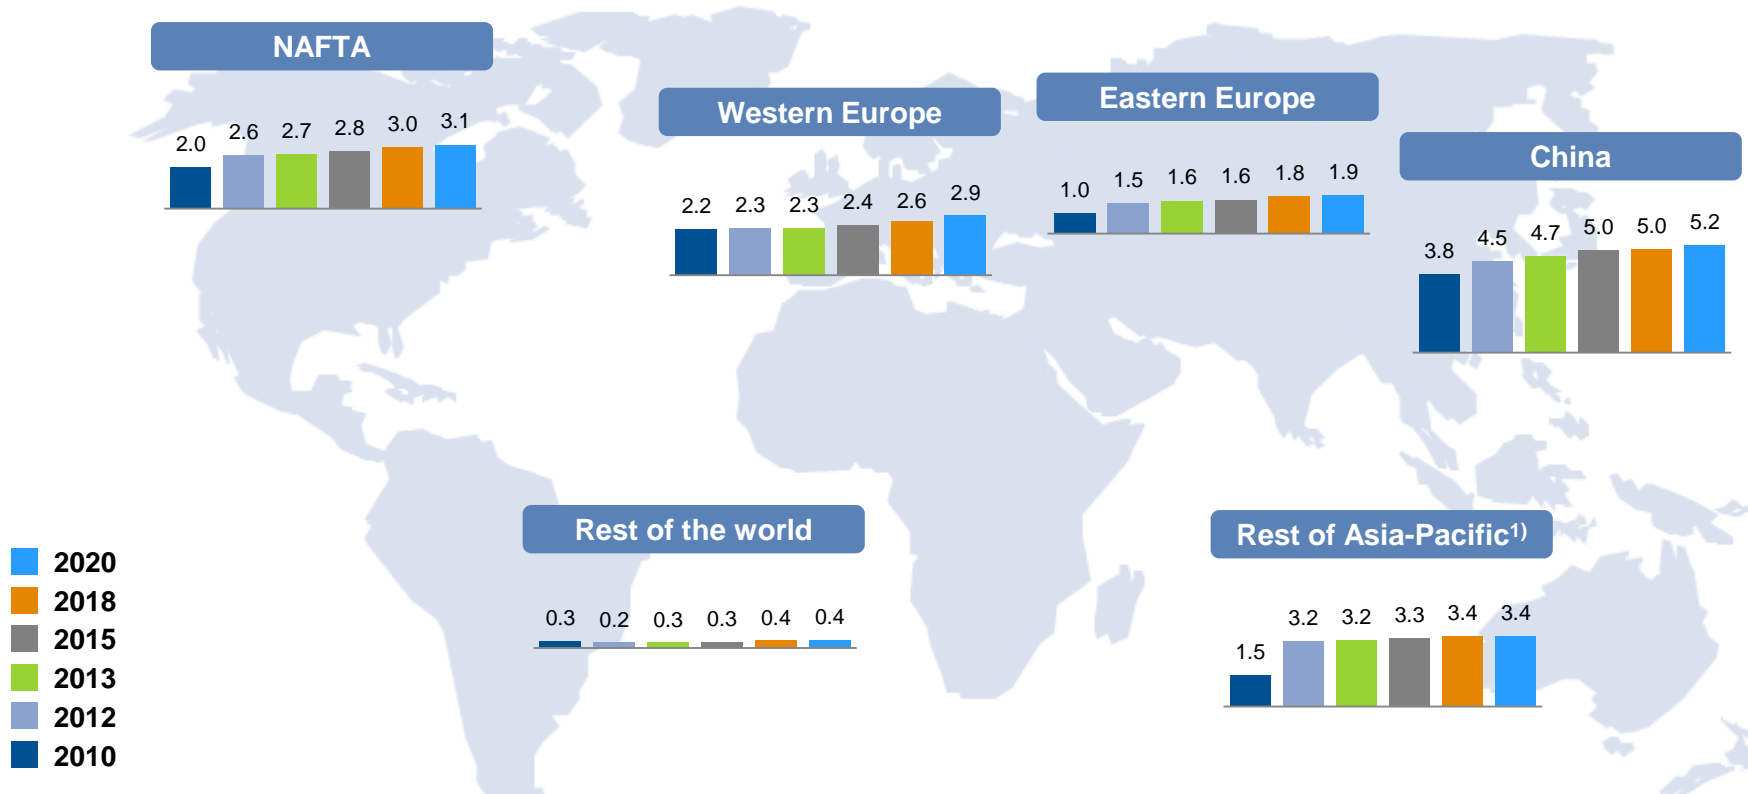 NAFTA
2.0 2.6 2.7 2.8 3.0 3.1
Western Europe
2.2 2.3 2.3 2.4 2.6 2.9
Eastern Europe
1.0 1.5 1.6 1.6 1.8 1.9
China
3.8 4.5 4.7 5.0 5.0 5.2
Rest of the world
0.3 0.2 0.3 0.3 0.4 0.4
Rest of Asia-Pacific1)
1.5 3.2 3.2 3.3 3.4 3.4
2020
2018
2015
2013
2012
2010